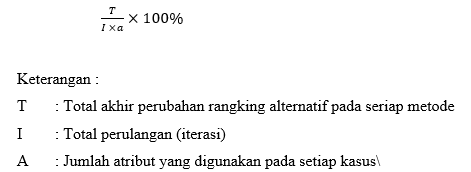 T
I ×a × 100%
Keterangan :
T : Total akhir perubahan rangking alternatif pada seriap metode
I : Total perulangan (iterasi)
A : Jumlah atribut yang digunakan pada setiap kasus\